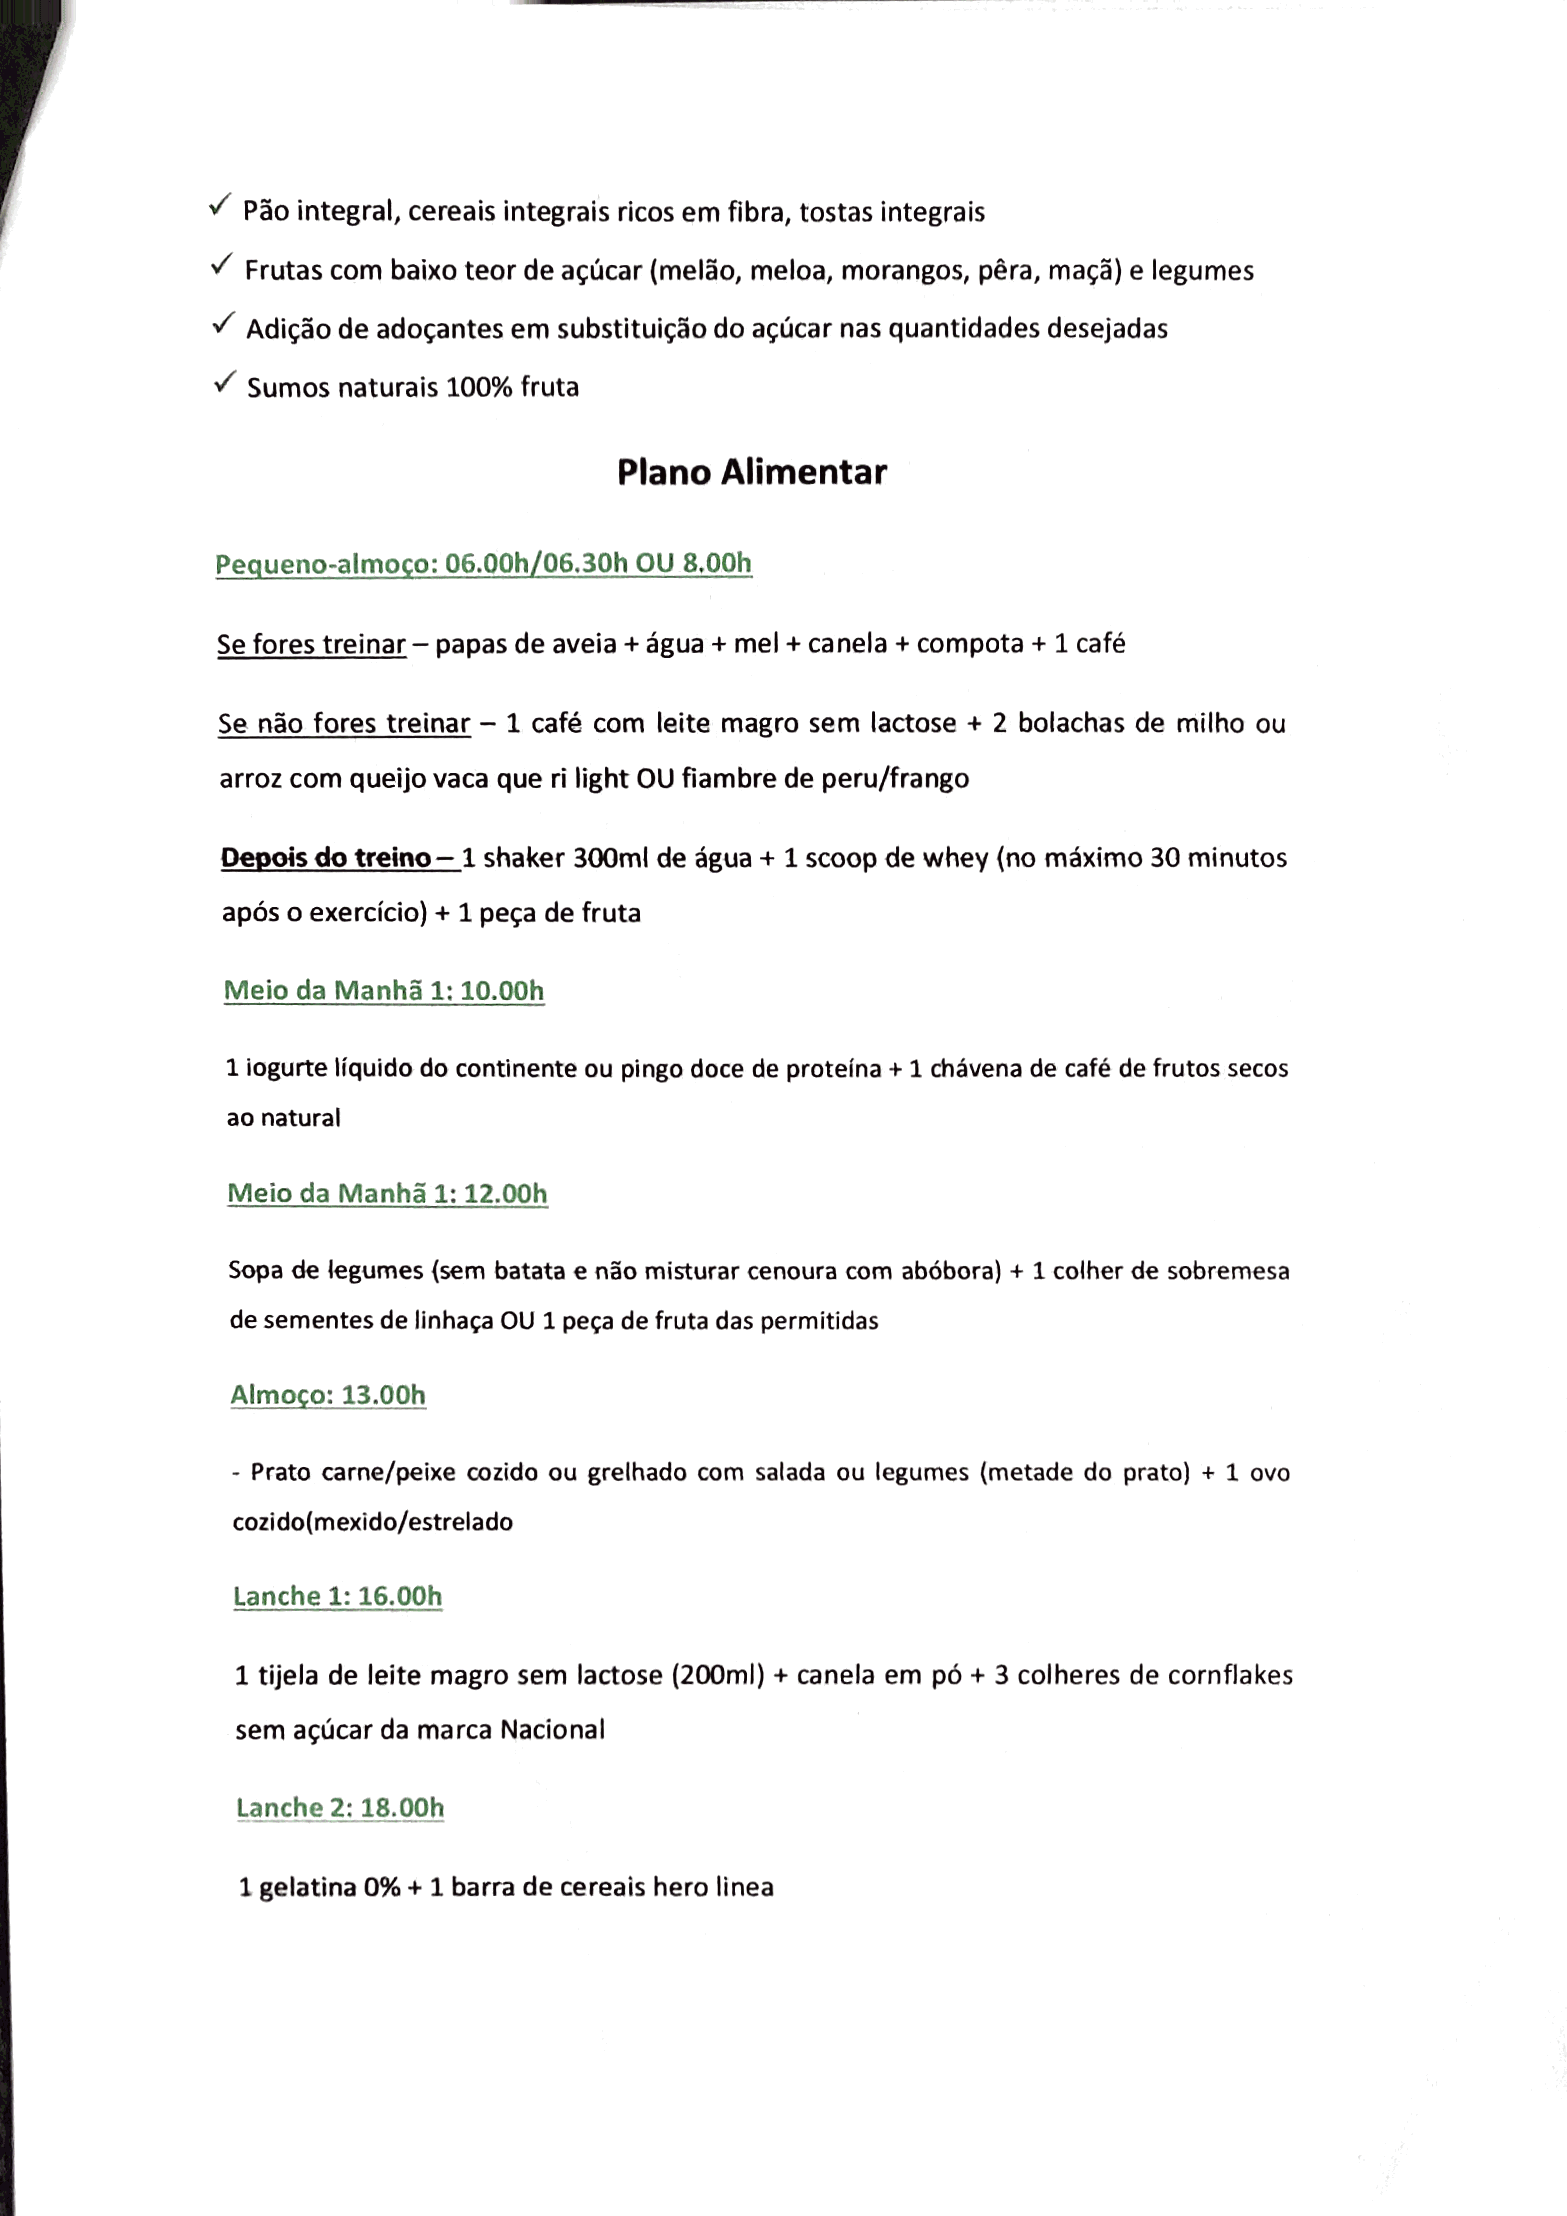 ✓ Pão integral, cereais integrais ricos em fibra, tostas integrais
✓ Frutas com baixo teor de açúcar (melão, meloa, morangos, pêra, maçã) e legumes
✓ Adição de adoçantes em substituição do açúcar nas quantidades desejadas
✓ Sumos naturais 100% fruta
Plano Alimentar
Pequeno-almoço: 06.00h/06.30h OU 8.00h
Se fores treinar – papas de aveia + água + mel + canela + compota + 1 café
Se não fores treinar – 1 café com leite magro sem lactose + 2 bolachas de milho ou
arroz com queijo vaca que ri light OU fiambre de peru/frango
Depois do treino – 1 shaker 300ml de água + 1 scoop de whey (no máximo 30 minutos
após o exercício) + 1 peça de fruta
Meio da Manhã 1: 10.00h
1 iogurte líquido do continente ou pingo doce de proteína + 1 chávena de café de frutos secos
ao natural
Meio da Manhã 1: 12.00h
Sopa de legumes (sem batata e não misturar cenoura com abóbora) + 1 colher de sobremesa
de sementes de linhaça OU 1 peça de fruta das permitidas
Almoço: 13.00h
- Prato carne/peixe cozido ou grelhado com salada ou legumes (metade do prato) + 1 ovo
cozido(mexido/estrelado
Lanche 1: 16.00h
1 tijela de leite magro sem lactose (200ml) + canela em pó + 3 colheres de cornflakes
sem açúcar da marca Nacional
Lanche 2: 18.00h
1 gelatina 0% + 1 barra de cereais hero linea